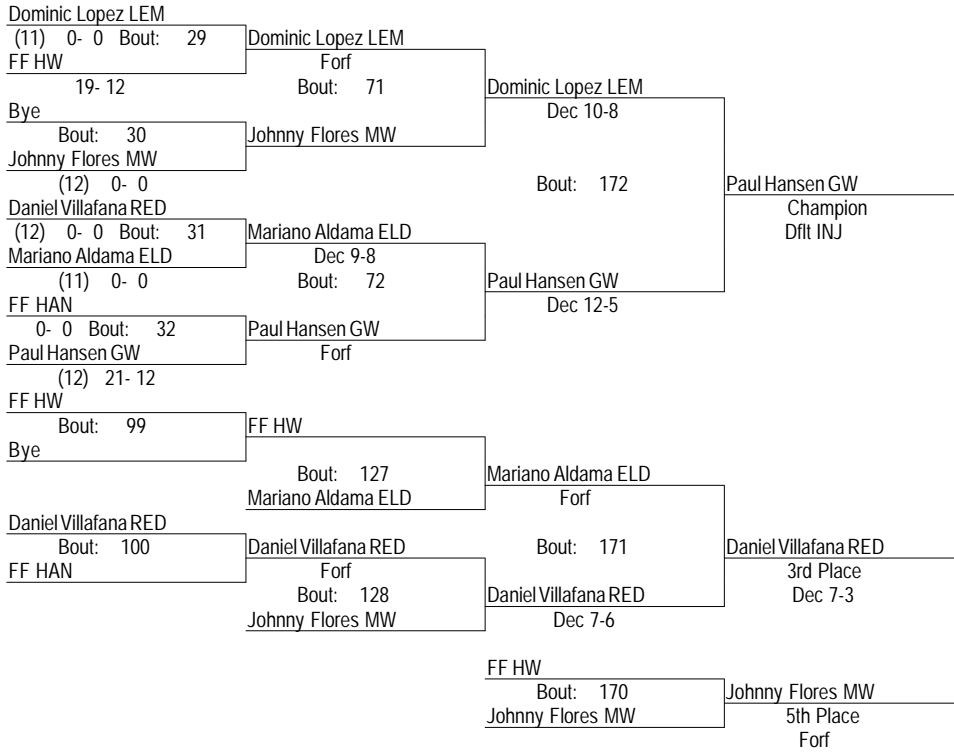 Dominic Lopez LEM
(11) 0- 0 Bout: 29 Dominic Lopez LEM
FF HW Forf
19- 12 Bout: 71 Dominic Lopez LEM
Bye Dec 10-8
Bout: 30 Johnny Flores MW
Johnny Flores MW
(12) 0- 0 Bout: 172 Paul Hansen GW
Daniel Villafana RED Champion
(12) 0- 0 Bout: 31 Mariano Aldama ELD Dflt INJ
Mariano Aldama ELD Dec 9-8
(11) 0- 0 Bout: 72 Paul Hansen GW
FF HAN Dec 12-5
0- 0 Bout: 32 Paul Hansen GW
Paul Hansen GW Forf
(12) 21- 12
FF HW
Bout: 99 FF HW
Bye
Bout: 127 Mariano Aldama ELD
Mariano Aldama ELD Forf
Daniel Villafana RED
Bout: 100 Daniel Villafana RED Bout: 171 Daniel Villafana RED
FF HAN Forf 3rd Place
Bout: 128 Daniel Villafana RED Dec 7-3
Johnny Flores MW Dec 7-6
FF HW
Bout: 170 Johnny Flores MW
Johnny Flores MW 5th Place
Forf